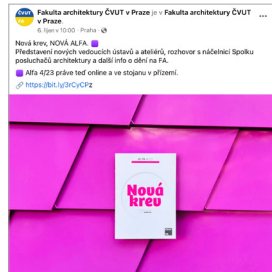 Fakulta architektury ČVUT v Praze je v Fakulta architektury ČVUT
v Praze.
6. říjen v 10:00 · Praha ·
Nová krev, NOVÁ ALFA.
Představení nových vedoucích ústavů a ateliérů, rozhovor s náčelnicí Spolku
posluchačů architektury a další info o dění na FA.
Alfa 4/23 práve teď online a ve stojanu v přízemí.
https://bit.ly/3rCyCPz
Nová
krev